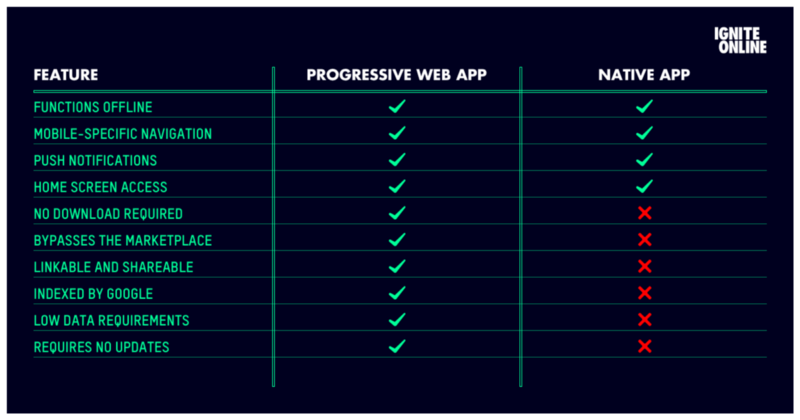 IGNITE
ONLINE
FEATURE PROGRESSIVE WEB APP NATIVE APP
FUNCTIONS OFFLINE ✓ ✓
MOBILE-SPECIFIC NAVIGATION ✓ ✓
PUSH NOTIFICATIONS ✓ ✓
HOME SCREEN ACCESS ✓ ✓
NO DOWNLOAD REQUIRED ✓ ✗
BYPASSES THE MARKETPLACE ✓ ✗
LINKABLE AND SHAREABLE ✓ ✗
INDEXED BY GOOGLE ✓ ✗
LOW DATA REQUIREMENTS ✓ ✗
REQUIRES NO UPDATES ✓ ✗